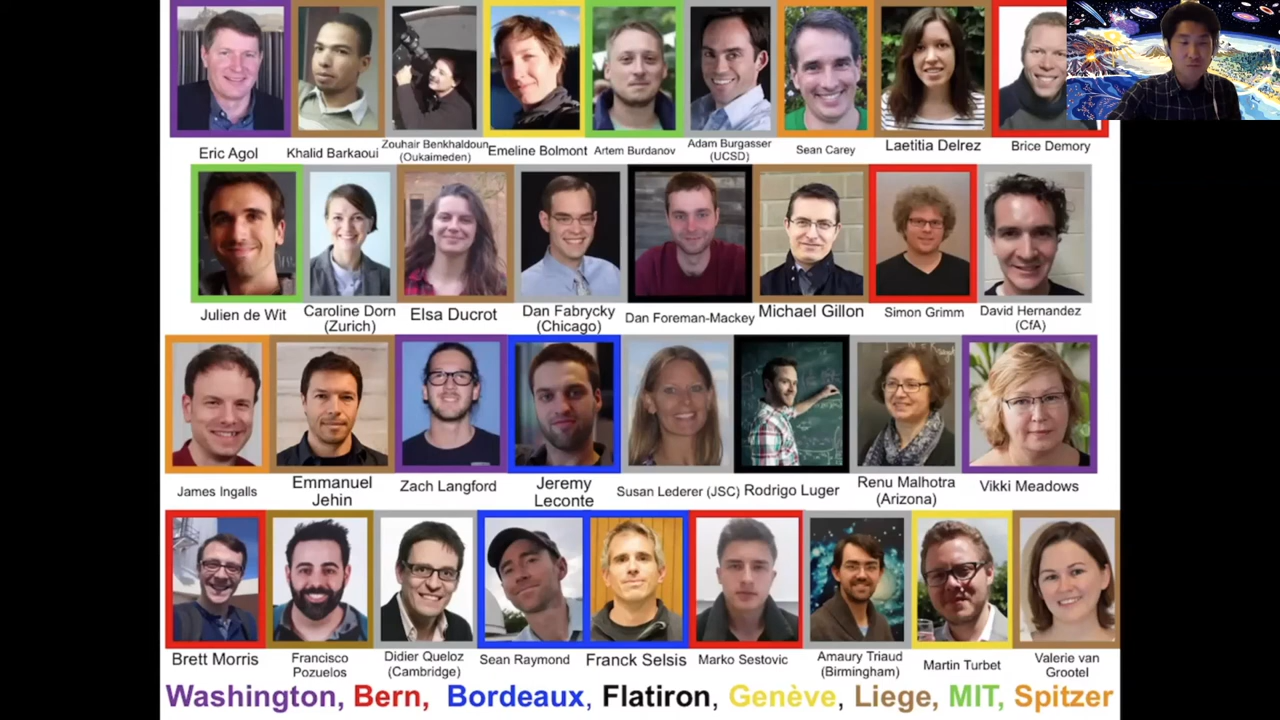 Eric Agol
Khalid Barkaoui
Zouhair Benkhaldoun
(Oukaimeden)
Emeline Bolmont
Artem Burdanov
Adam Burgasser
(UCSD)
Sean Carey
Laetitia Delrez
Brice Demory
Julien de Wit
Caroline Dorn
(Zurich)
Elsa Ducrot
Dan Fabrycky
(Chicago)
Dan Foreman-Mackey
Michael Gillon
Simon Grimm
David Hernandez
(CfA)
James Ingalls
Emmanuel
Jehin
Zach Langford
Jeremy
Leconte
Susan Lederer (JSC)
Rodrigo Luger
Renu Malhotra
(Arizona)
Vikki Meadows
Brett Morris
Francisco
Pozuelos
Didier Queloz
(Cambridge)
Sean Raymond
Franck Selsis
Marko Sestovic
Amaury Triaud
(Birmingham)
Martin Turbet
Valerie van
Grootel
Washington, Bern, Bordeaux, Flatiron, Genève, Liege, MIT, Spitzer